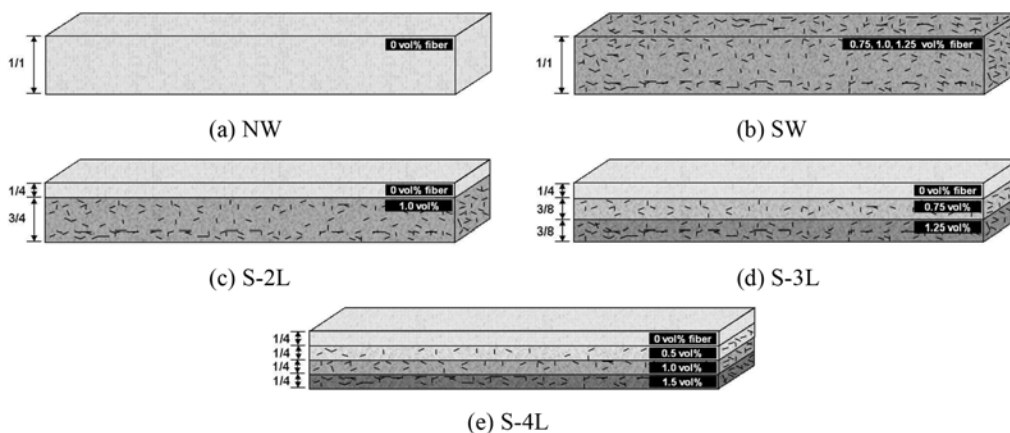 0 vol% fiber
1/1
(a) NW
0.75, 1.0, 1.25 vol% fiber
1/1
(b) SW
1/4
0 vol% fiber
3/4
1.0 vol%
(c) S-2L
1/4
0 vol% fiber
3/8
0.75 vol%
3/8
1.25 vol%
(d) S-3L
1/4
0 vol% fiber
1/4
0.5 vol%
1/4
1.0 vol%
1/4
1.5 vol%
(e) S-4L